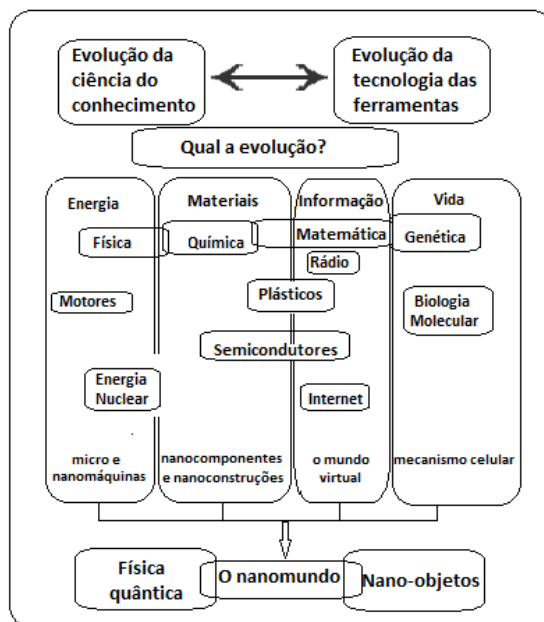 Evolução da
ciência do
conhecimento
Evolução da
tecnologia das
ferramentas
Qual a evolução?
Energia
Materiais
Informação
Vida
Física
Química
Matemática
Genética
Rádio
Motores
Plásticos
Biologia
Molecular
Semicondutores
Energia
Nuclear
Internet
micro e
nanomáquinas
nanocomponentes
e nanoconstruções
o mundo
virtual
mecanismo celular
Física
quântica
O nanomundo
Nano-objetos